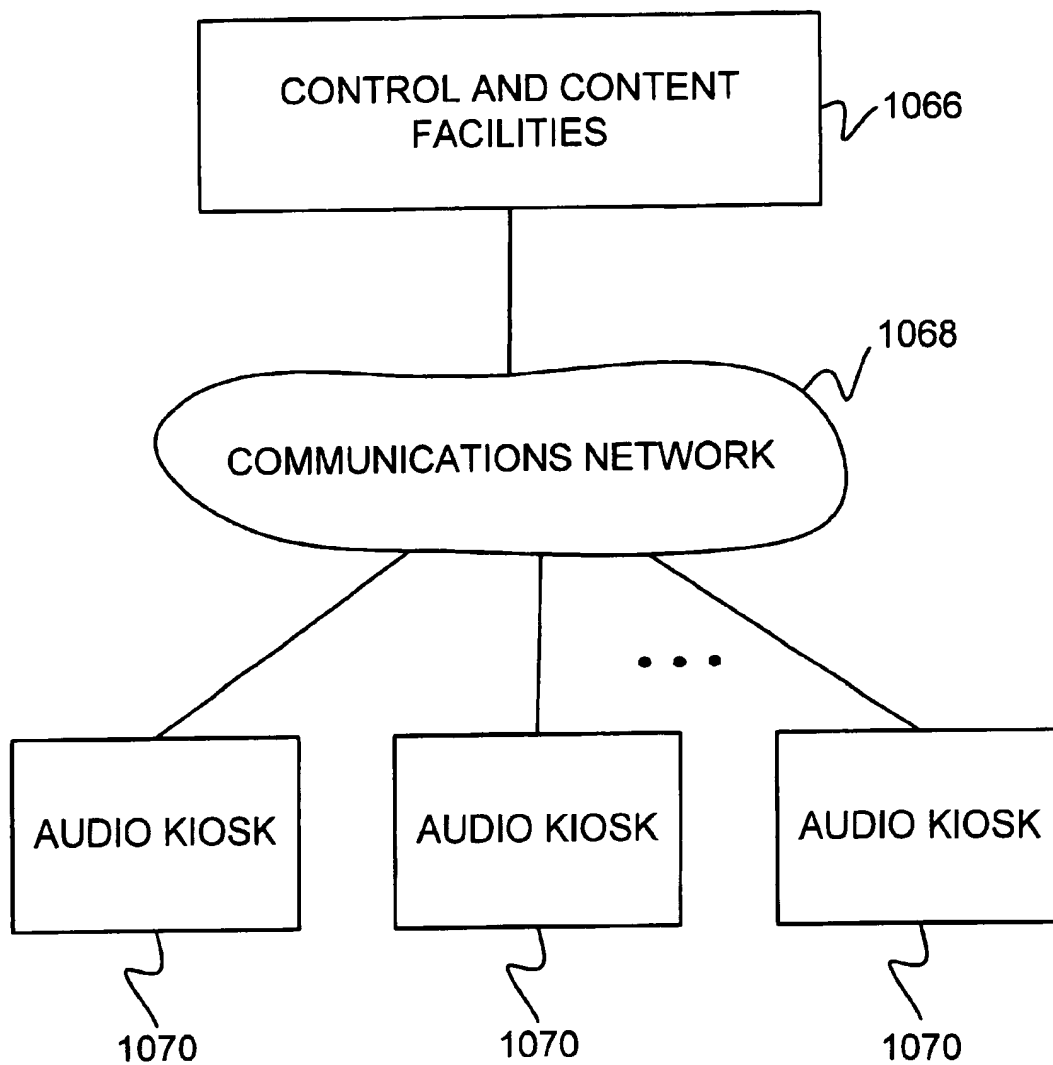 CONTROL AND CONTENT
FACILITIES
1066
1068
COMMUNICATIONS NETWORK
AUDIO KIOSK
AUDIO KIOSK
AUDIO KIOSK
1070
1070
1070